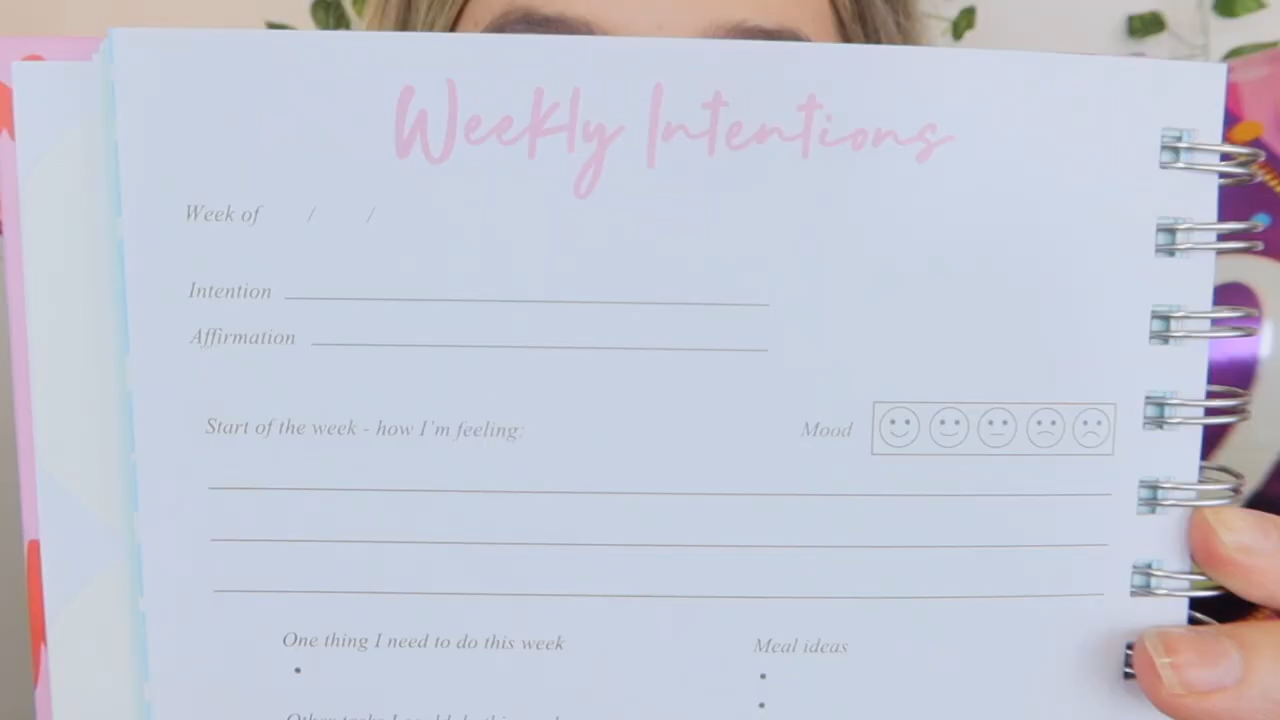 Weekly Intentions
Week of / /
Intention
Affirmation
Start of the week - how I'm feeling:
Mood
One thing I need to do this week
Meal ideas